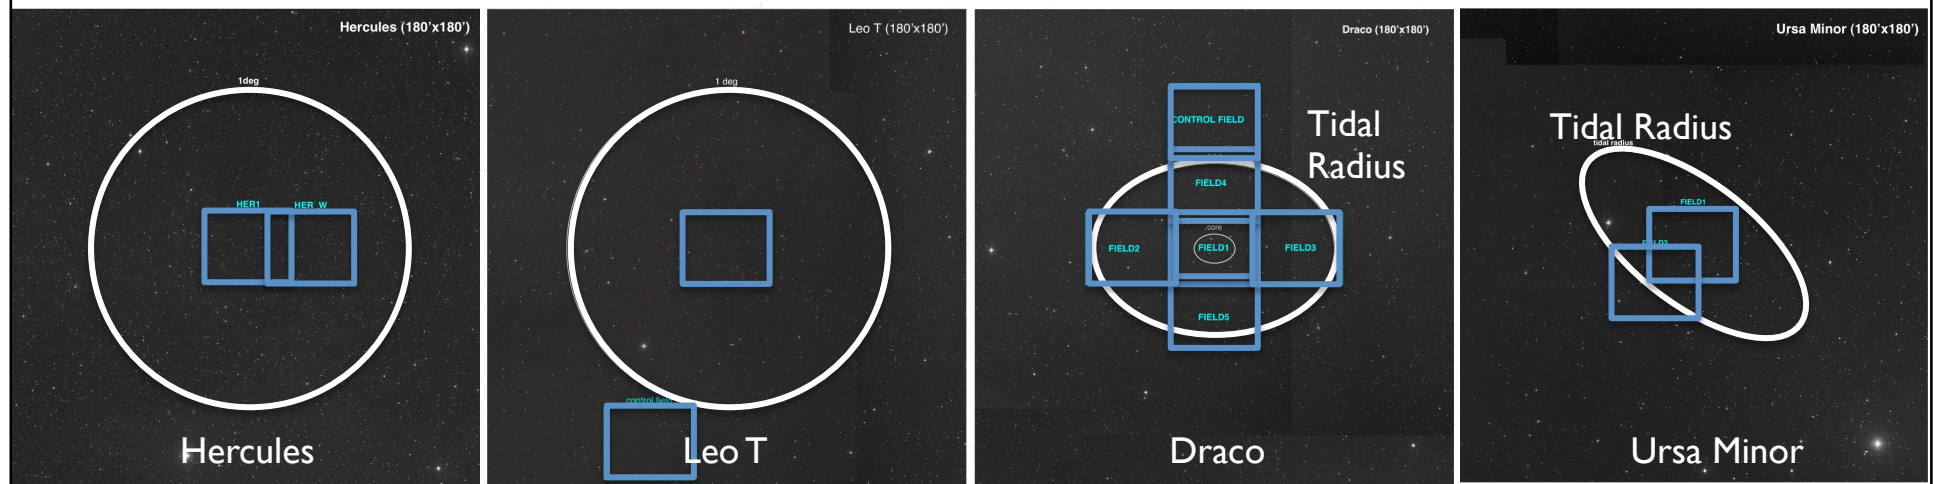 Hercules (180'x180')
1deg
HER1
HER_W
Hercules
Leo T (180'x180')
1 deg
control field
Leo T
Draco (180'x180')
CONTROL FIELD
Tidal
Radius
FIELD4
core
FIELD2
FIELD1
FIELD3
FIELD5
Draco
Ursa Minor (180'x180')
Tidal Radius
tidal radius
FIELD1
FIELD2
Ursa Minor